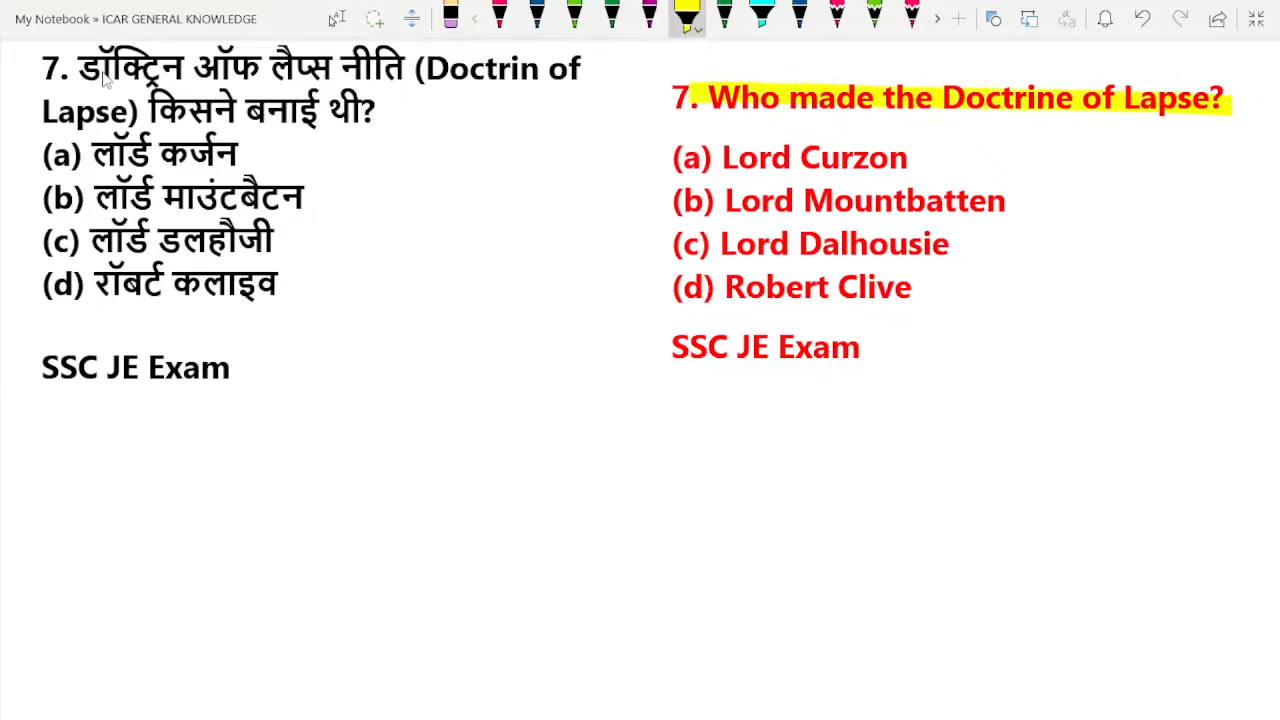 My Notebook » ICAR GENERAL KNOWLEDGE
7. डॉक्ट्रिन ऑफ लैप्स नीति (Doctrin of
Lapse) किसने बनाई थी?
(a) लॉर्ड कर्जन
(b) लॉर्ड माउंटबैटन
(c) लॉर्ड डलहौजी
(d) रॉबर्ट कलाइव
SSC JE Exam
7. Who made the Doctrine of Lapse?
(a) Lord Curzon
(b) Lord Mountbatten
(c) Lord Dalhousie
(d) Robert Clive
SSC JE Exam